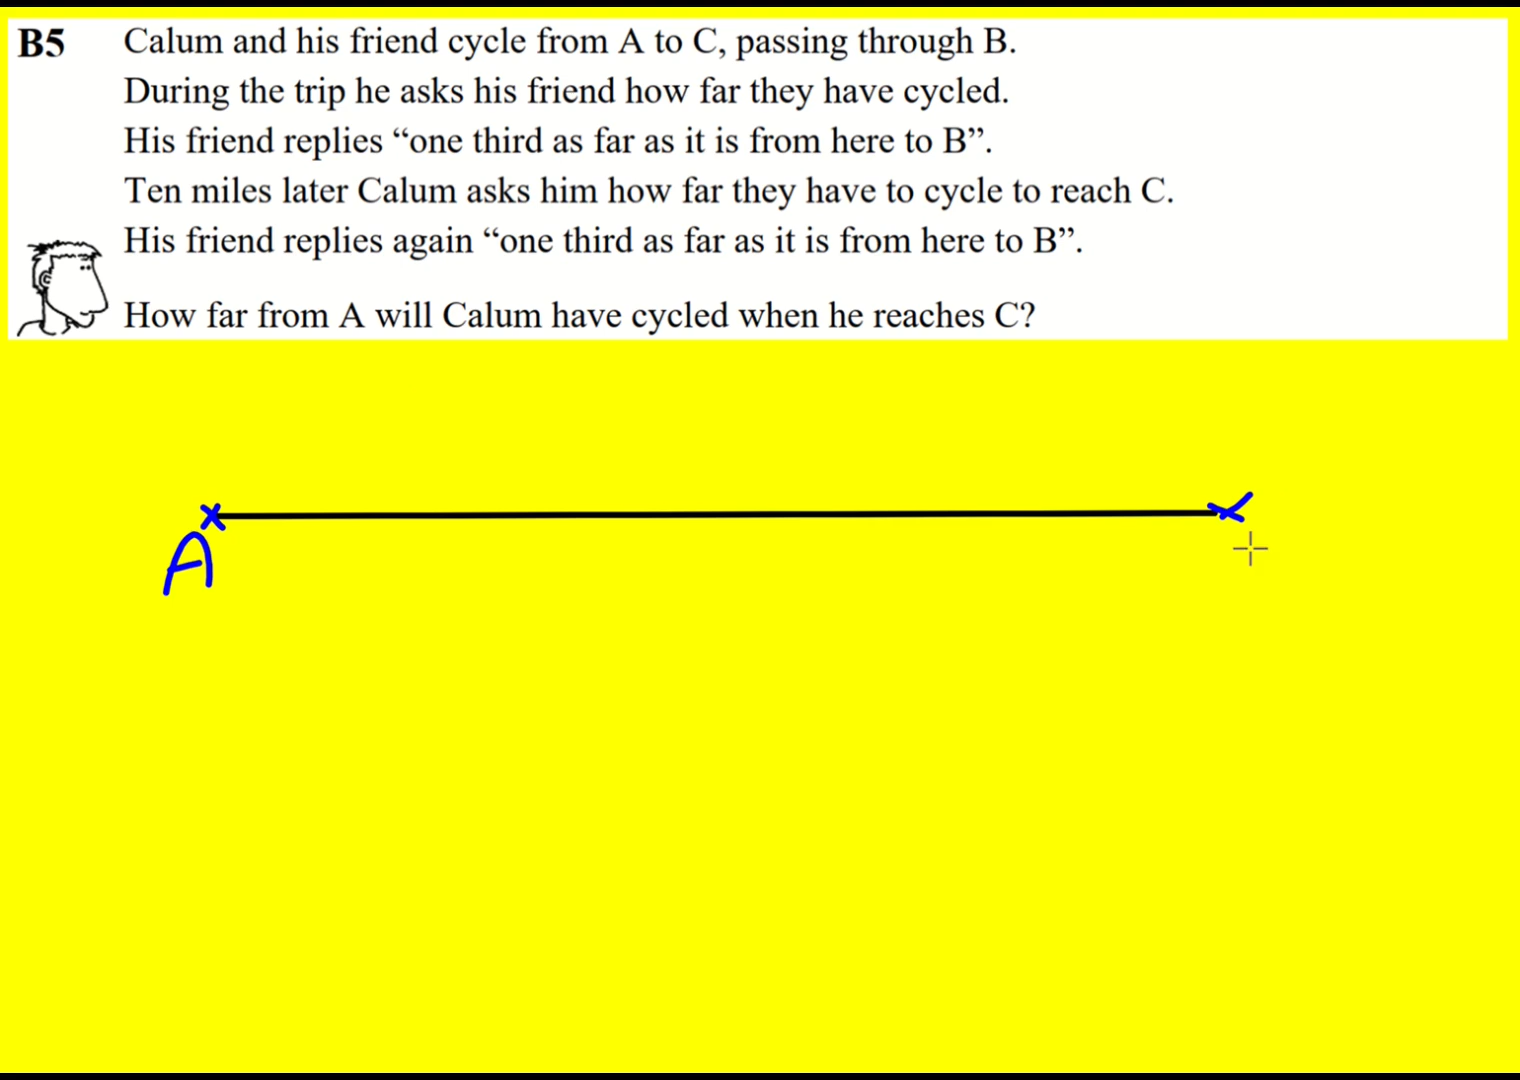 B5 Calum and his friend cycle from A to C, passing through B.
During the trip he asks his friend how far they have cycled.
His friend replies “one third as far as it is from here to B”.
Ten miles later Calum asks him how far they have to cycle to reach C.
His friend replies again “one third as far as it is from here to B”.
How far from A will Calum have cycled when he reaches C?
A